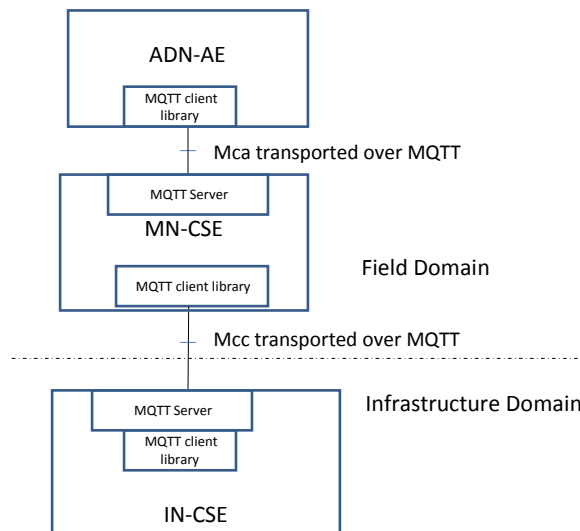 ADN-AE
MQTT client
library
Mca transported over MQTT
MQTT Server
MN-CSE
Field Domain
MQTT client library
Mcc transported over MQTT
Infrastructure Domain
MQTT Server
MQTT client
library
IN-CSE